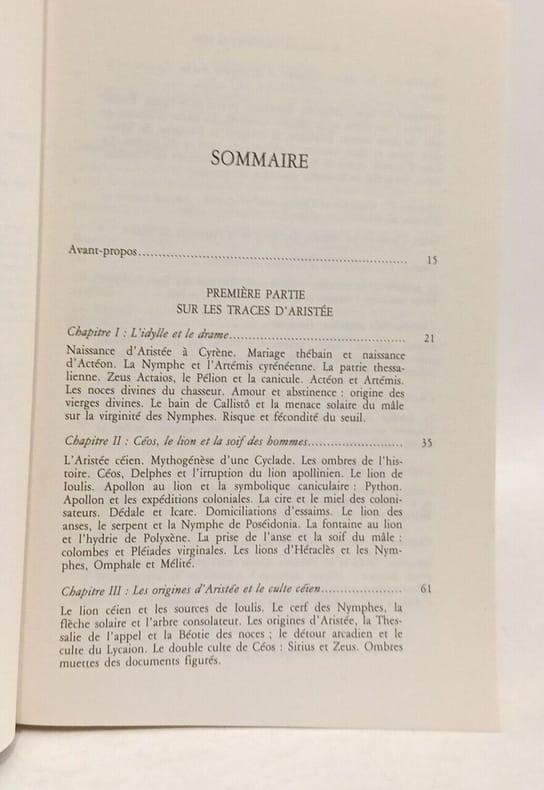 SOMMAIRE
Avant-propos.................................................................. 15
PREMIÈRE PARTIE
SUR LES TRACES D'ARISTÉE
Chapitre I : L'idylle et le drame........................................... 21
Naissance d'Aristée à Cyrène. Mariage thébain et naissance
d'Actéon. La Nymphe et l'Artémis cyrénéenne. La patrie thessa-
lienne. Zeus Actaios, le Pélion et la canicule. Actéon et Artémis.
Les noces divines du chasseur. Amour et abstinence : origine des
vierges divines. Le bain de Callistô et la menace solaire du mâle
sur la virginité des Nymphes. Risque et fécondité du seuil.
Chapitre II : Céos, le lion et la soif des hommes....................... 35
L'Aristée céien. Mythogénèse d'une Cyclade. Les ombres de l'his-
toire. Céos, Delphes et l'irruption du lion apollinien. Le lion de
Ioulis. Apollon au lion et la symbolique caniculaire : Python.
Apollon et les expéditions coloniales. La cire et le miel des coloni-
sateurs. Dédale et Icare. Domiciliations d'essaims. Le lion des
anses, le serpent et la Nymphe de Poséidonia. La fontaine au lion
et l'hydrie de Polyxène. La prise de l'anse et la soif du mâle :
colombes et Pléiades virginales. Les lions d'Héraclès et les Nym-
phes, Omphale et Mélité.
Chapitre III : Les origines d'Aristée et le culte céien.................... 61
Le lion céien et les sources de Ioulis. Le cerf des Nymphes, la
flèche solaire et l'arbre consolateur. Les origines d'Aristée, la Thes-
salie de l'appel et la Béotie des noces ; le détour arcadien et le
culte du Lycaion. Le double culte de Céos : Sirius et Zeus. Ombres
muettes des documents figurés.